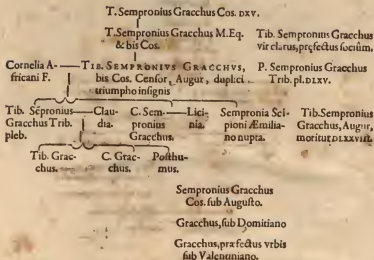 T. Sempronius Gracchus Cos. DXV.
T. Sempronius Gracchus M. Eq. & bis Cos.
Tib. Sempronius Gracchus vir clarus, præfectus socium.
Cornelia Africani F.
TIB. SEMPRONIVS GRACCHVS,
bis Cos. Censor, Augur, duplici
triumpho insignis
P. Sempronius Gracchus
Trib. pl. DLXV.
Tib. Sēpronius
Gracchus Trib.
pleb.
Claudia.
C. Sempronius
Gracchus.
Licinia.
Sempronia Scipioni Æmiliano nupta.
Tib. Sempronius
Gracchus, Augur,
moritur DLXXVIIII.
Tib. Gracchus.
C. Gracchus.
Posthumus.
Sempronius Gracchus
Cos. sub Augusto.
Gracchus, sub Domitiano
Gracchus, præfectus vrbis
sub Valentiniano.